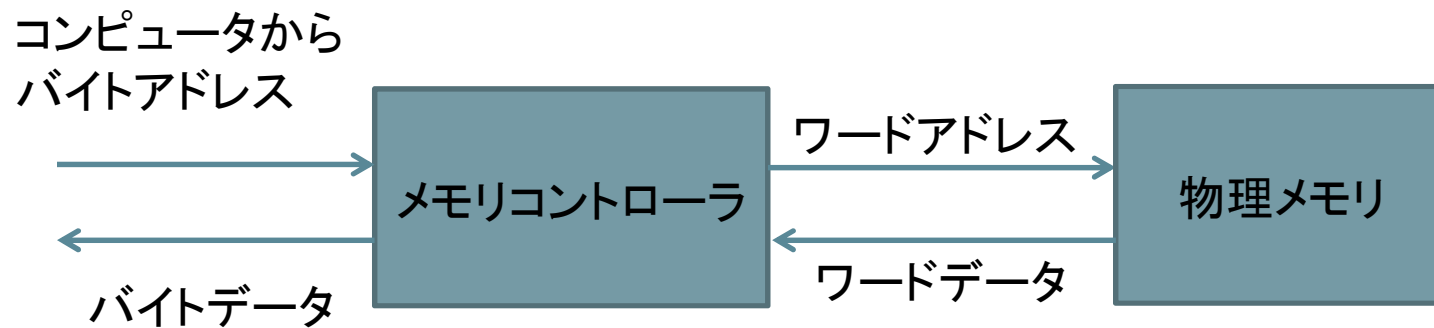 コンピュータから
バイトアドレス
メモリコントローラ
ワードアドレス
物理メモリ
ワードデータ
バイトデータ